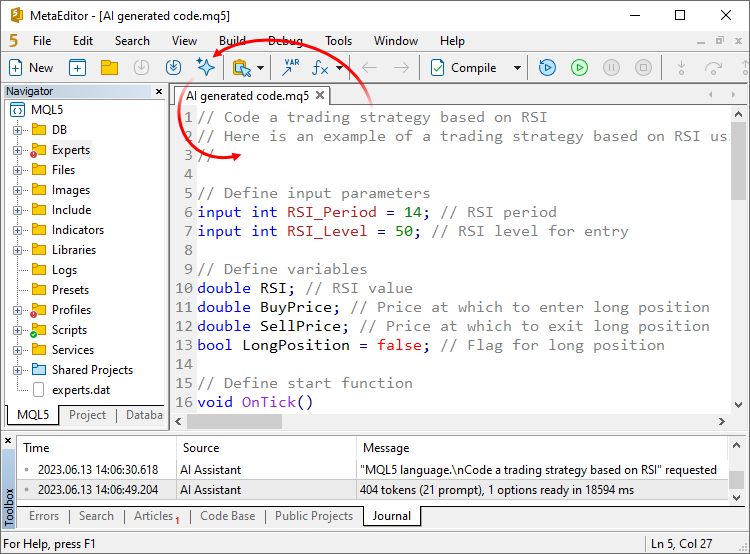 MetaEditor - [AI generated code.mq5]
5 File Edit Search View Build Debug Tools Window Help
New VAR fx Compile
Navigator
MQL5
DB
Experts
Files
Images
Include
Indicators
Libraries
Logs
Presets
Profiles
Scripts
Services
Shared Projects
experts.dat
MQL5 Project Databa
AI generated code.mq5
1 // Code a trading strategy based on RSI
2 // Here is an example of a trading strategy based on RSI us
3 //
4
5 // Define input parameters
6 input int RSI_Period = 14; // RSI period
7 input int RSI_Level = 50; // RSI level for entry
8
9 // Define variables
10 double RSI; // RSI value
11 double BuyPrice; // Price at which to enter long position
12 double SellPrice; // Price at which to exit long position
13 bool LongPosition = false; // Flag for long position
14
15 // Define start function
16 void OnTick()
Toolbox
Time Source Message
2023.06.13 14:06:30.618 AI Assistant "MQL5 language.\nCode a trading strategy based on RSI" requested
2023.06.13 14:06:49.204 AI Assistant 404 tokens (21 prompt), 1 options ready in 18594 ms
Errors Search Articles 1 Code Base Public Projects Journal
For Help, press F1 Ln 5, Col 27